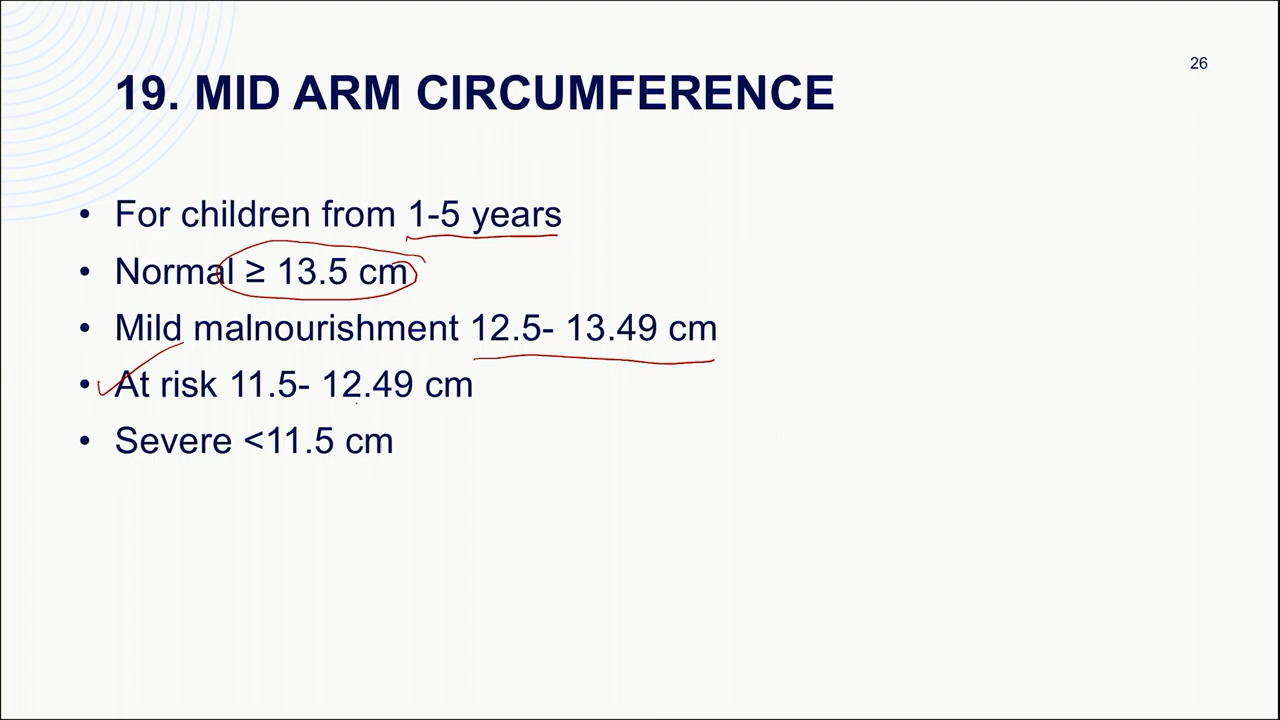 26
19. MID ARM CIRCUMFERENCE
• For children from 1-5 years
• Normal ≥ 13.5 cm
• Mild malnourishment 12.5- 13.49 cm
• At risk 11.5- 12.49 cm
• Severe <11.5 cm